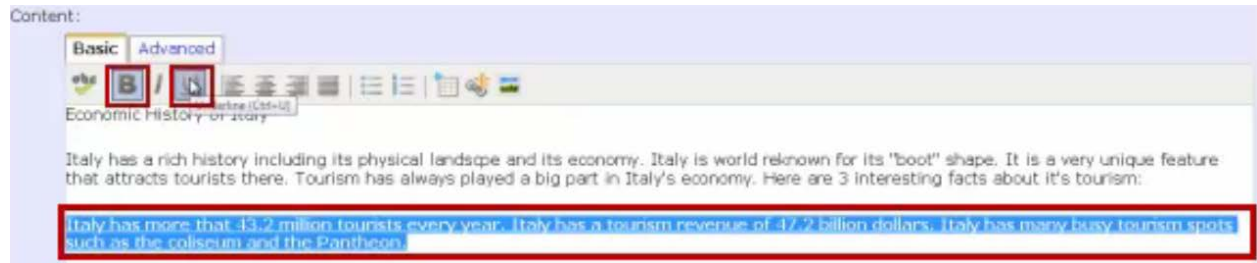 Content:
Basic Advanced
abc B I
Underline (Ctrl+U)
Economic History of Italy
Italy has a rich history including its physical landscpe and its economy. Italy is world reknown for its "boot" shape. It is a very unique feature
that attracts tourists there. Tourism has always played a big part in Italy's economy. Here are 3 interesting facts about it's tourism:
Italy has more that 43.2 million tourists every year. Italy has a tourism revenue of 47.2 billion dollars. Italy has many busy tourism spots
such as the coliseum and the Pantheon.